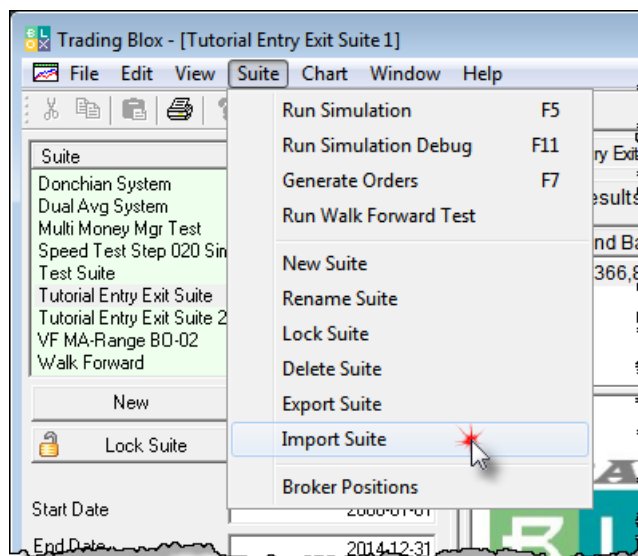 Trading Blox - [Tutorial Entry Exit Suite 1]
File Edit View Suite Chart Window Help
Run Simulation F5
Run Simulation Debug F11
Generate Orders F7
Run Walk Forward Test
New Suite
Rename Suite
Lock Suite
Delete Suite
Export Suite
Import Suite
Broker Positions
Suite
Donchian System
Dual Avg System
Multi Money Mgr Test
Speed Test Step 020 Sin
Test Suite
Tutorial Entry Exit Suite
Tutorial Entry Exit Suite 2
VF MA-Range BO-02
Walk Forward
New
Lock Suite
Start Date
End Date 2014-12-31
ry Exit
esults
nd Ba
366,8